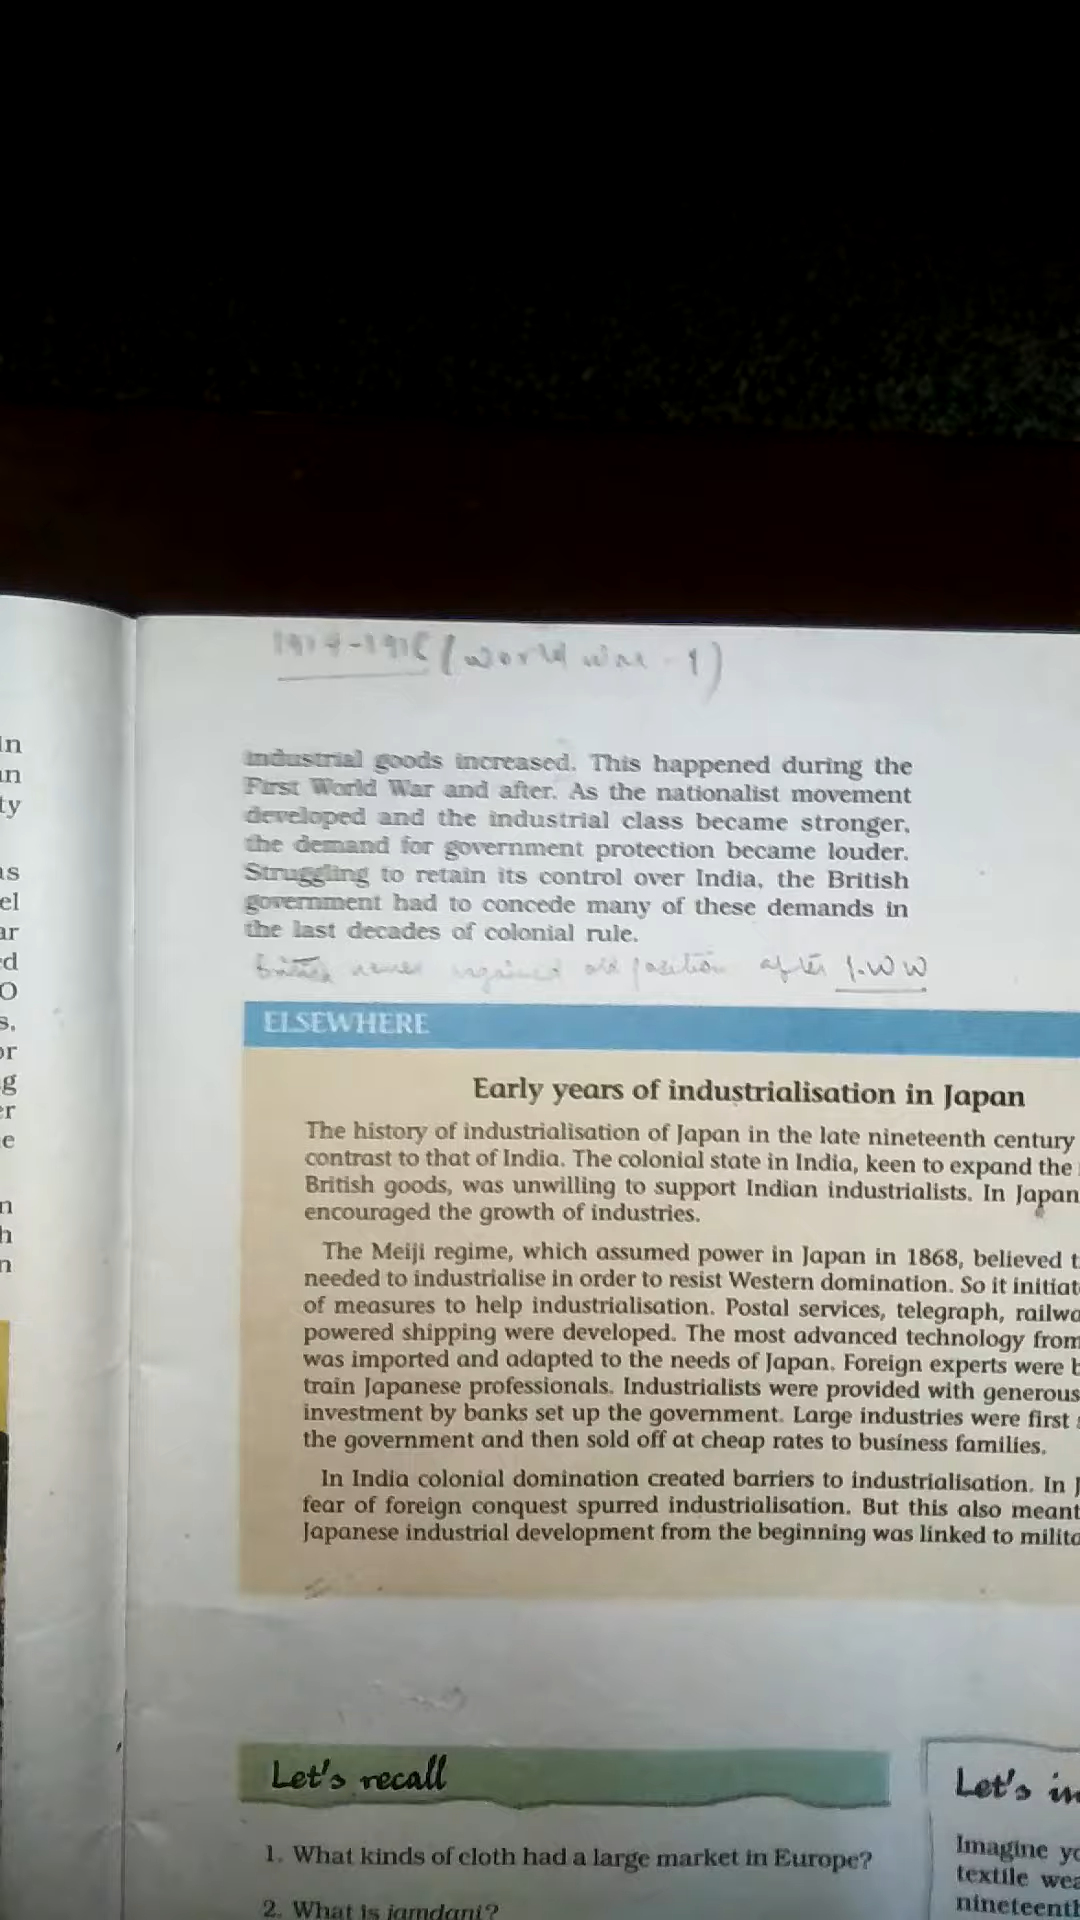 (World War - 1)
industrial goods increased. This happened during the
First World War and after. As the nationalist movement
developed and the industrial class became stronger,
the demand for government protection became louder.
Struggling to retain its control over India, the British
government had to concede many of these demands in
the last decades of colonial rule.
British never regained old position after I.WW
ELSEWHERE
Early years of industrialisation in Japan
The history of industrialisation of Japan in the late nineteenth century
contrast to that of India. The colonial state in India, keen to expand the
British goods, was unwilling to support Indian industrialists. In Japan
encouraged the growth of industries.
The Meiji regime, which assumed power in Japan in 1868, believed t
needed to industrialise in order to resist Western domination. So it initiat
of measures to help industrialisation. Postal services, telegraph, railwa
powered shipping were developed. The most advanced technology from
was imported and adapted to the needs of Japan. Foreign experts were b
train Japanese professionals. Industrialists were provided with generous
investment by banks set up the government. Large industries were first
the government and then sold off at cheap rates to business families.
In India colonial domination created barriers to industrialisation. In J
fear of foreign conquest spurred industrialisation. But this also meant
Japanese industrial development from the beginning was linked to milita
Let's recall
1. What kinds of cloth had a large market in Europe?
2. What is jamdani?
Let's im
Imagine yo
textile wea
nineteenth